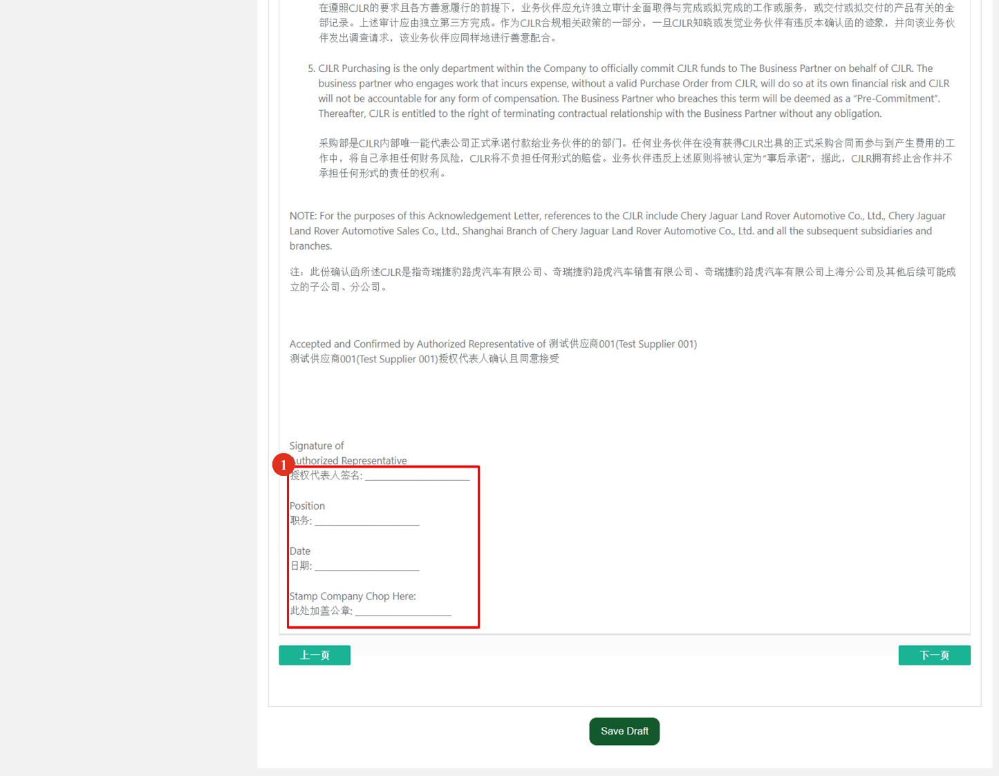 在遵照CJLR的要求且各方善意履行的前提下，业务伙伴应允许独立审计全面取得与完成或拟完成的工作或服务，或交付或拟交付的产品有关的全
部记录。上述审计应由独立第三方完成。作为CJLR合规相关政策的一部分，一旦CJLR知晓或发觉业务伙伴有违反本确认函的迹象，并向该业务伙
伴发出调查请求，该业务伙伴应同样地进行善意配合。
5. CJLR Purchasing is the only department within the Company to officially commit CJLR funds to The Business Partner on behalf of CJLR. The
business partner who engages work that incurs expense, without a valid Purchase Order from CJLR, will do so at its own financial risk and CJLR
will not be accountable for any form of compensation. The Business Partner who breaches this term will be deemed as a “Pre-Commitment”.
Thereafter, CJLR is entitled to the right of terminating contractual relationship with the Business Partner without any obligation.
采购部是CJLR内部唯一能代表公司正式承诺付款给业务伙伴的的部门。任何业务伙伴在没有获得CJLR出具的正式采购合同而参与到产生费用的工
作中，将自己承担任何财务风险，CJLR将不负担任何形式的赔偿。业务伙伴违反上述原则将被认定为“事后承诺”，据此，CJLR拥有终止合作并不
承担任何形式的责任的权利。
NOTE: For the purposes of this Acknowledgement Letter, references to the CJLR include Chery Jaguar Land Rover Automotive Co., Ltd., Chery Jaguar
Land Rover Automotive Sales Co., Ltd., Shanghai Branch of Chery Jaguar Land Rover Automotive Co., Ltd. and all the subsequent subsidiaries and
branches.
注：此份确认函所述CJLR是指奇瑞捷豹路虎汽车有限公司、奇瑞捷豹路虎汽车销售有限公司、奇瑞捷豹路虎汽车有限公司上海分公司及其他后续可能成
立的子公司、分公司。
Accepted and Confirmed by Authorized Representative of 测试供应商001(Test Supplier 001)
测试供应商001(Test Supplier 001)授权代表人确认且同意接受
Signature of
Authorized Representative
1
授权代表人签名: ____________________
Position
职务: ____________________
Date
日期: ____________________
Stamp Company Chop Here:
此处加盖公章: __________________
上一页
下一页
Save Draft